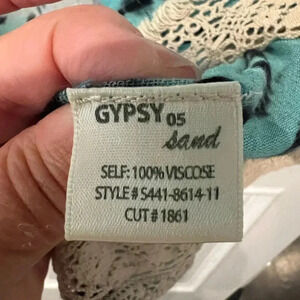 GYPSY 05
sand
SELF: 100% VISCOSE
STYLE # S441-8614-11
CUT # 1861